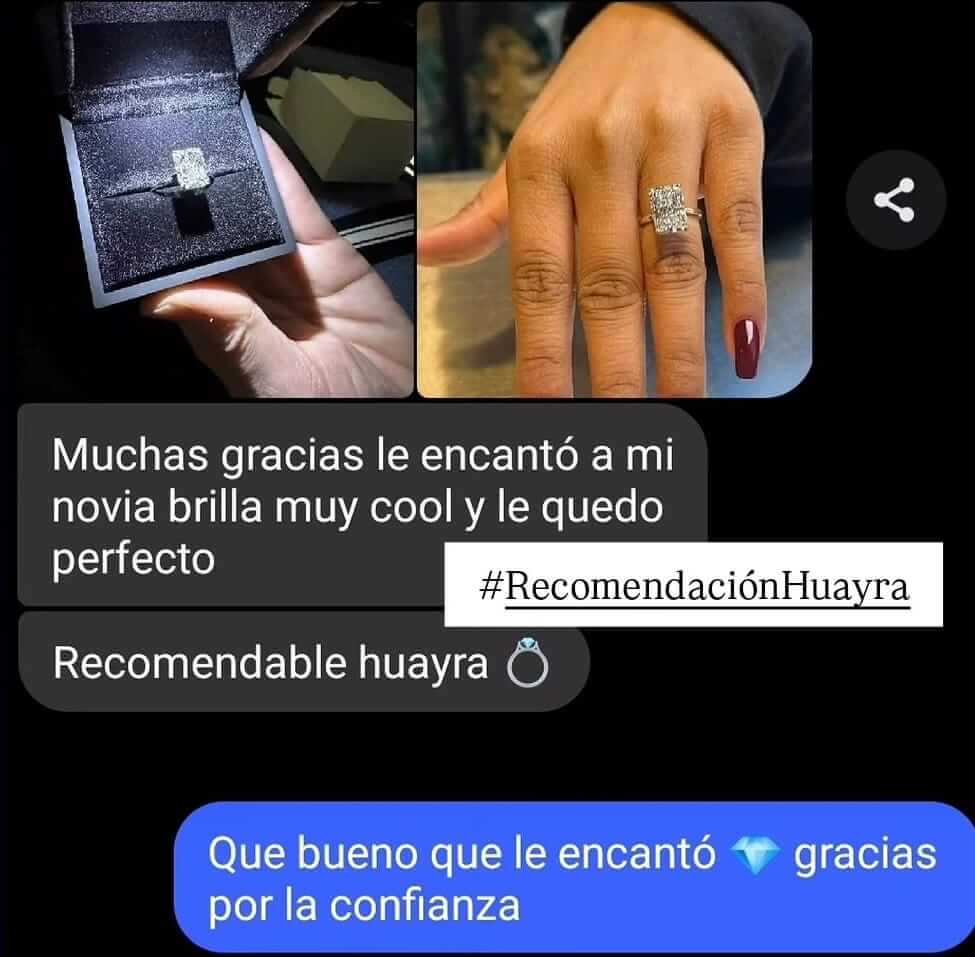 Muchas gracias le encantó a mi
novia brilla muy cool y le quedo
perfecto
#RecomendaciónHuayra
Recomendable huayra 💍
Que bueno que le encantó 💎 gracias
por la confianza